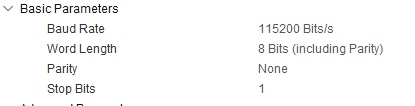 Basic Parameters
Baud Rate 115200 Bits/s
Word Length 8 Bits (including Parity)
Parity None
Stop Bits 1